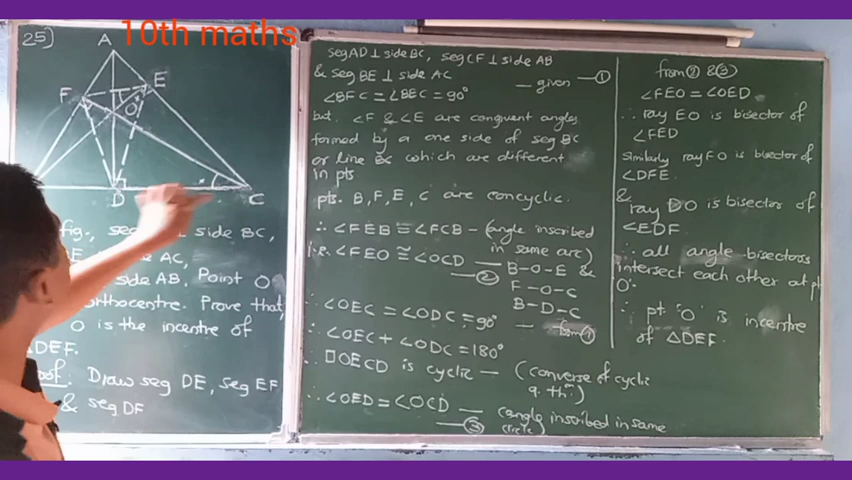 10th maths
25)
A
F
E
O
D
C
fig., seg side BC,
E side AC,
side AB. Point O
orthocentre. Prove that,
O is the incentre of
DEF.
Draw seg DE, seg EF
& seg DF
seg AD ⊥ side BC, seg CF ⊥ side AB
& seg BE ⊥ side AC — given — ①
∠BFC = ∠BEC = 90°
but ∠F & ∠E are congruent angles
formed by a one side of seg BC
or line BC which are different
in pts
pts. B, F, E, C are concyclic.
∴ ∠FEB ≅ ∠FCB — (angle inscribed
in same arc)
i.e. ∠FEO ≅ ∠OCD — ② B-O-E &
F-O-C
B-D-C
∴ ∠OEC = ∠ODC = 90° — from ①
∴ ∠OEC + ∠ODC = 180°
∴ □OECD is cyclic — (converse of cyclic
q. thm.)
∴ ∠OED = ∠OCD — ③ (angle inscribed in same
circle
from ② & ③
∠FEO = ∠OED
∴ ray EO is bisector of
∠FED
similarly ray FO is bisector of
∠DFE.
&
ray DO is bisector of
∠EDF
∴ all angle bisectors
intersect each other at pt
'O'
∴ pt 'O' is incentre
of △DEF.